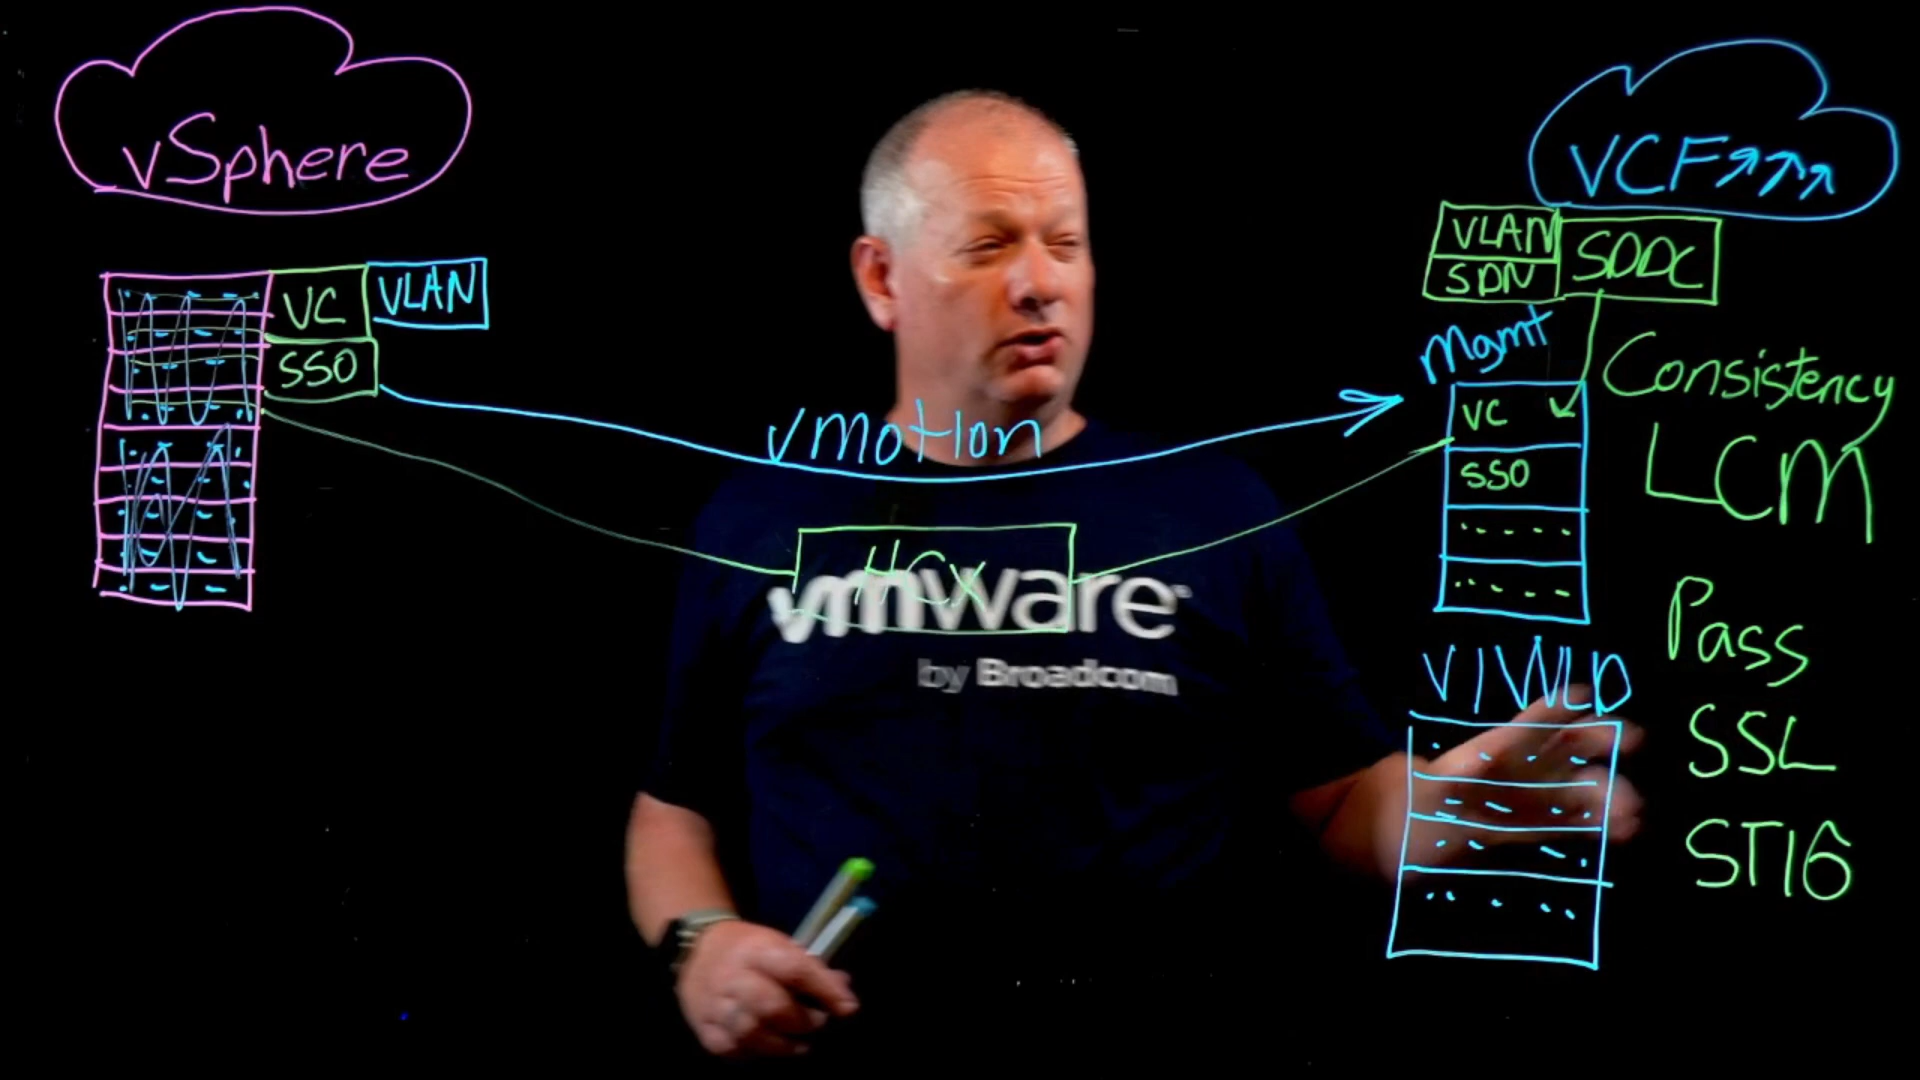 vSphere
VCF
VLAN
SDN
SDDC
VC
VLAN
SSO
Mgmt
VC
SSO
Consistency
LCM
vmotion
HCX
vmware
by Broadcom
VI WLD
Pass
SSL
STIG